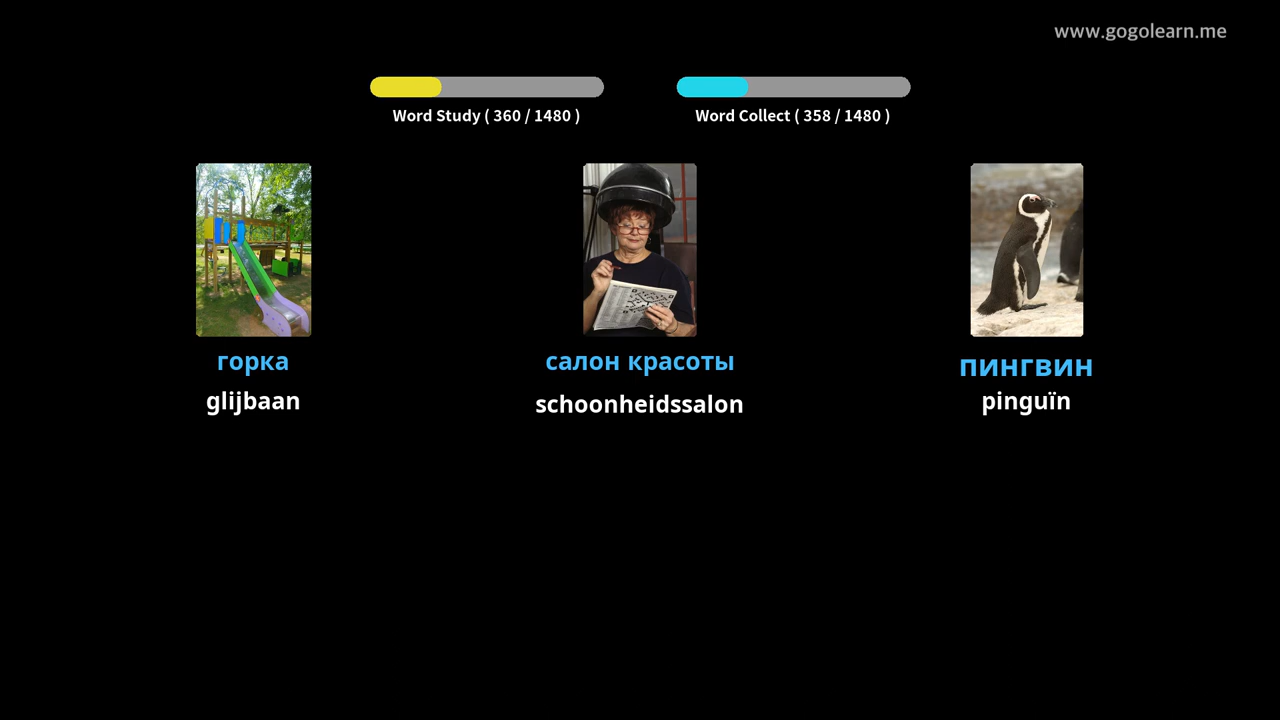 www.gogolearn.me
Word Study ( 360 / 1480 )
Word Collect ( 358 / 1480 )
горка
салон красоты
пингвин
glijbaan
schoonheidssalon
pinguïn